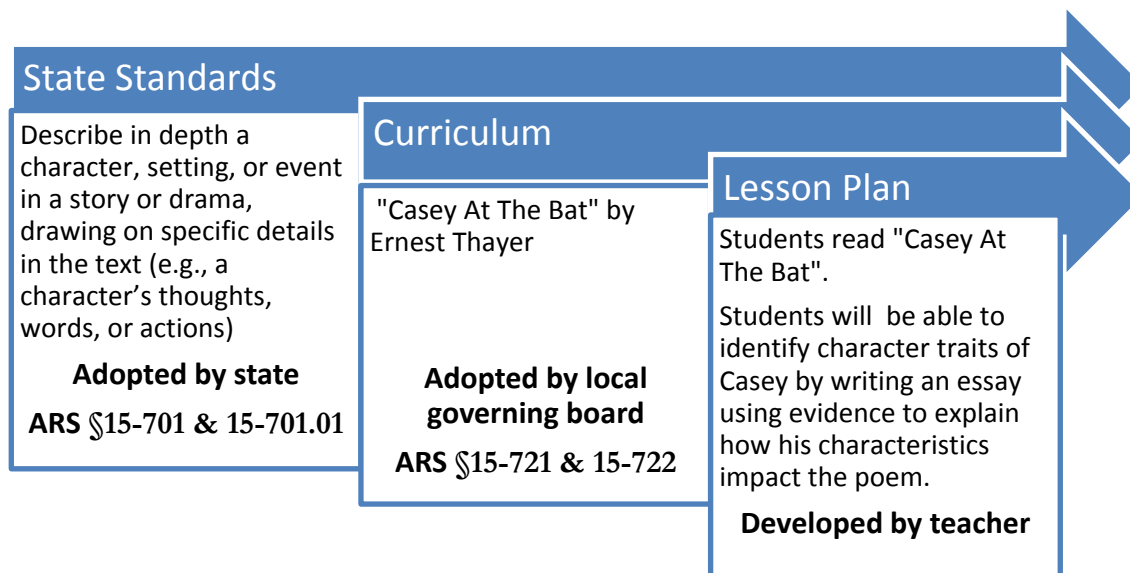 State Standards
Describe in depth a
character, setting, or event
in a story or drama,
drawing on specific details
in the text (e.g., a
character’s thoughts,
words, or actions)
Adopted by state
ARS §15-701 & 15-701.01
Curriculum
"Casey At The Bat" by
Ernest Thayer
Adopted by local
governing board
ARS §15-721 & 15-722
Lesson Plan
Students read "Casey At
The Bat".
Students will be able to
identify character traits of
Casey by writing an essay
using evidence to explain
how his characteristics
impact the poem.
Developed by teacher